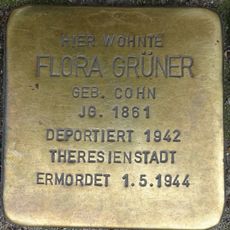 HIER WOHNTE
FLORA GRÜNER
GEB. COHN
JG. 1861
DEPORTIERT 1942
THERESIENSTADT
ERMORDET 1.5.1944